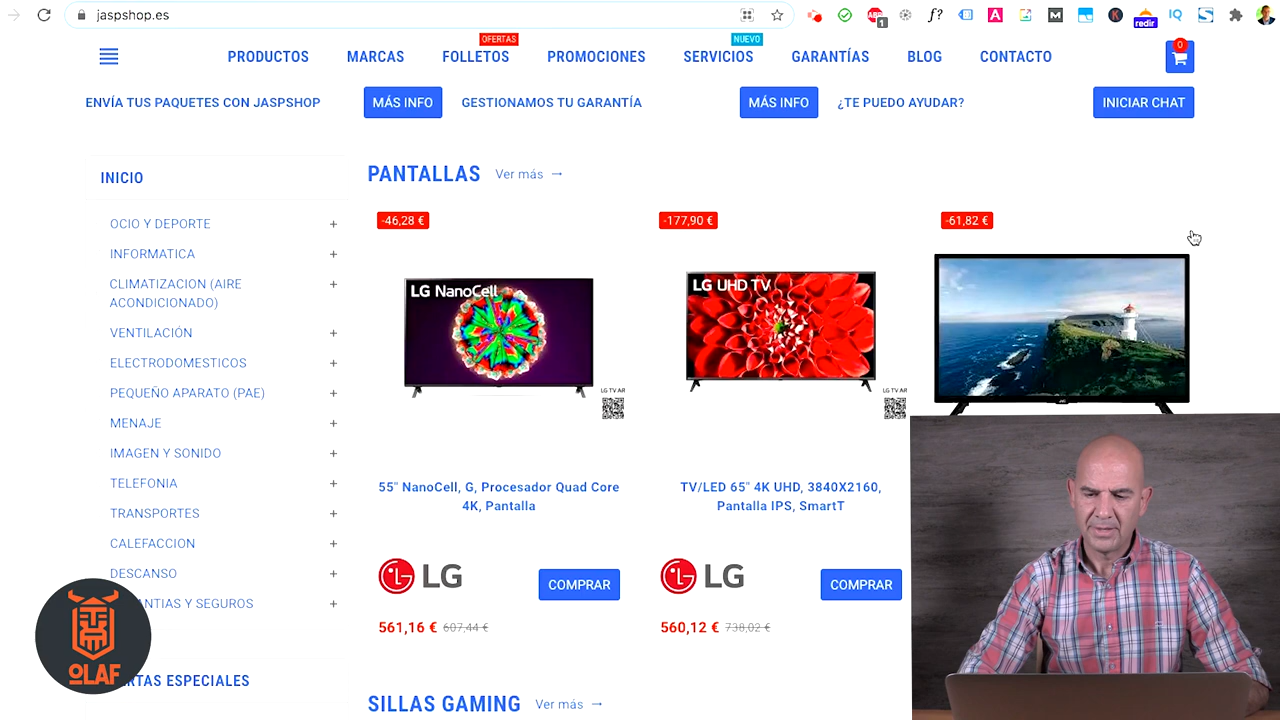 jaspshop.es
1
f?
A
M
K
redir
IQ
S
OFERTAS
NUEVO
0
PRODUCTOS
MARCAS
FOLLETOS
PROMOCIONES
SERVICIOS
GARANTÍAS
BLOG
CONTACTO
ENVÍA TUS PAQUETES CON JASPSHOP
MÁS INFO
GESTIONAMOS TU GARANTÍA
MÁS INFO
¿TE PUEDO AYUDAR?
INICIAR CHAT
INICIO
OCIO Y DEPORTE +
INFORMATICA +
CLIMATIZACION (AIRE +
ACONDICIONADO)
VENTILACIÓN +
ELECTRODOMESTICOS +
PEQUEÑO APARATO (PAE) +
MENAJE +
IMAGEN Y SONIDO +
TELEFONIA +
TRANSPORTES +
CALEFACCION +
DESCANSO +
ANTIAS Y SEGUROS +
RTAS ESPECIALES
OLAF
PANTALLAS Ver más →
-46,28 €
LG NanoCell
LG TV AR
55" NanoCell, G, Procesador Quad Core
4K, Pantalla
LG
COMPRAR
561,16 € 607,44 €
-177,90 €
LG UHD TV
LG TV AR
TV/LED 65" 4K UHD, 3840X2160,
Pantalla IPS, SmartT
LG
COMPRAR
560,12 € 738,02 €
-61,82 €
JVC
SILLAS GAMING Ver más →